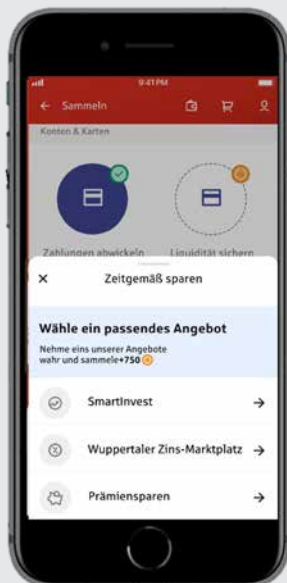 9:41 PM
Sammeln
Konten & Karten
Zahlungen abwickeln Liquidität sichern
Zeitgemäß sparen
Wähle ein passendes Angebot
Nehme eins unserer Angebote
wahr und sammele+750
SmartInvest
Wuppertaler Zins-Marktplatz
Prämiensparen